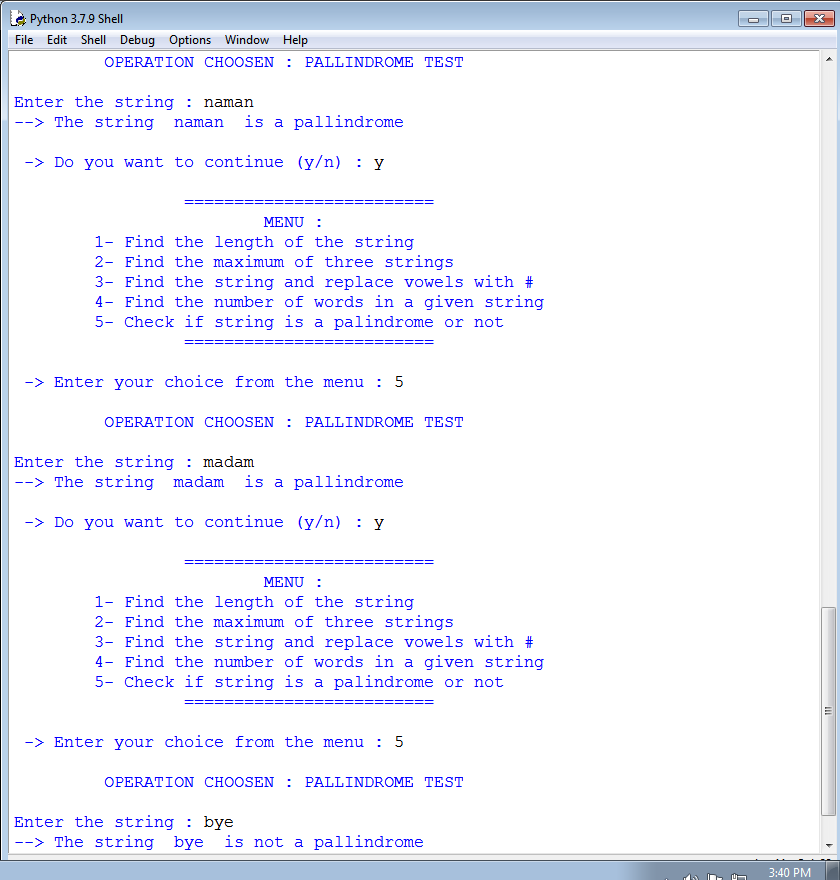 Python 3.7.9 Shell
File Edit Shell Debug Options Window Help
OPERATION CHOOSEN : PALLINDROME TEST
Enter the string : naman
--> The string  naman  is a pallindrome
-> Do you want to continue (y/n) : y
=========================
MENU :
1- Find the length of the string
2- Find the maximum of three strings
3- Find the string and replace vowels with #
4- Find the number of words in a given string
5- Check if string is a palindrome or not
=========================
-> Enter your choice from the menu : 5
OPERATION CHOOSEN : PALLINDROME TEST
Enter the string : madam
--> The string  madam  is a pallindrome
-> Do you want to continue (y/n) : y
=========================
MENU :
1- Find the length of the string
2- Find the maximum of three strings
3- Find the string and replace vowels with #
4- Find the number of words in a given string
5- Check if string is a palindrome or not
=========================
-> Enter your choice from the menu : 5
OPERATION CHOOSEN : PALLINDROME TEST
Enter the string : bye
--> The string  bye  is not a pallindrome
3:40 PM